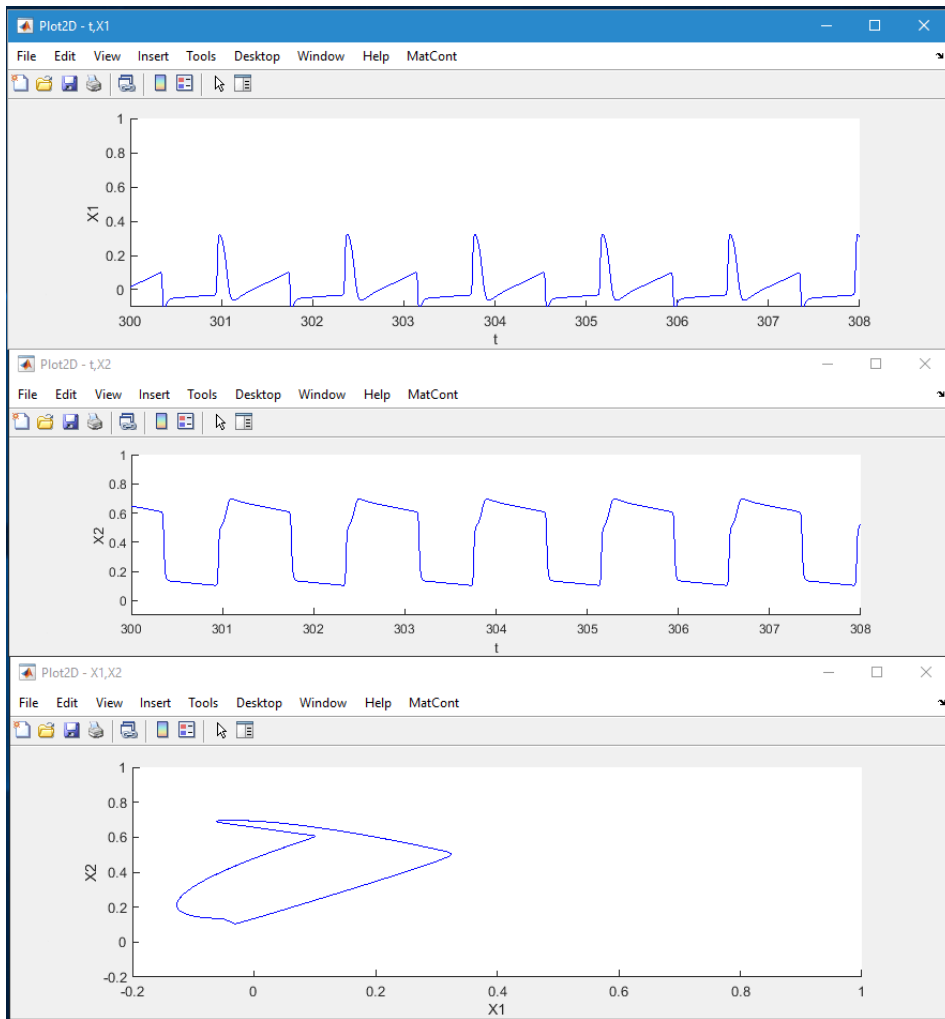 Plot2D - t,X1
File Edit View Insert Tools Desktop Window Help MatCont
1
0.8
0.6
X1
0.4
0.2
0
300 301 302 303 304 305 306 307 308
t
Plot2D - t,X2
File Edit View Insert Tools Desktop Window Help MatCont
1
0.8
0.6
X2
0.4
0.2
0
300 301 302 303 304 305 306 307 308
t
Plot2D - X1,X2
File Edit View Insert Tools Desktop Window Help MatCont
1
0.8
0.6
X2
0.4
0.2
0
-0.2
-0.2 0 0.2 0.4 0.6 0.8 1
X1